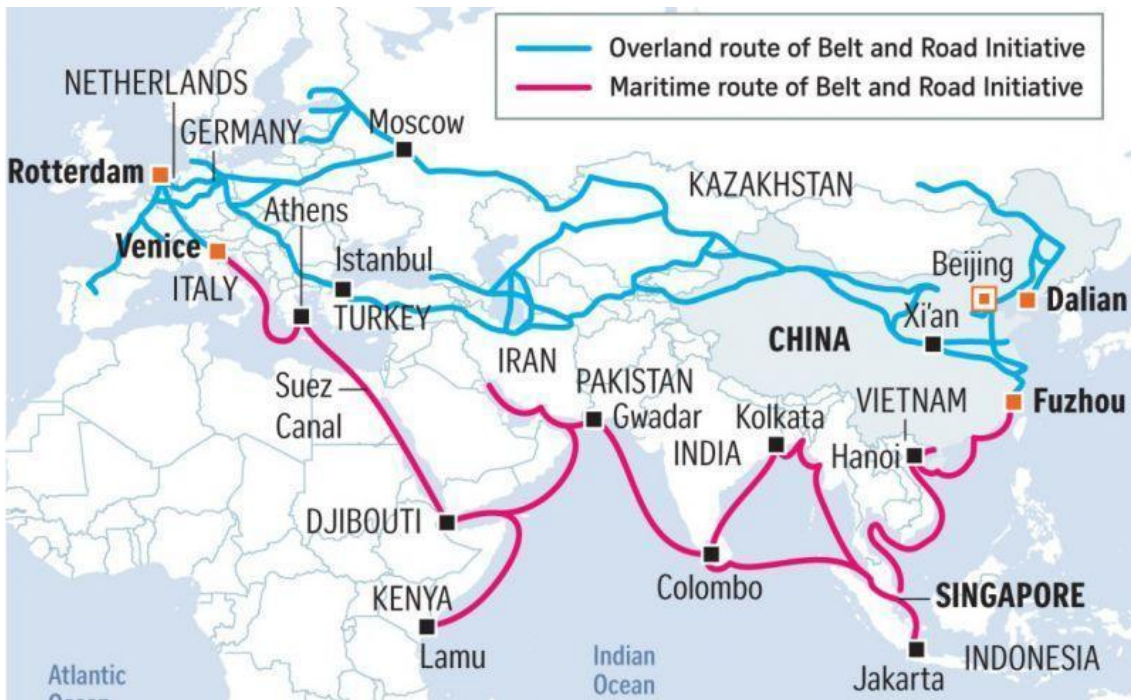 Overland route of Belt and Road Initiative
Maritime route of Belt and Road Initiative
NETHERLANDS
GERMANY
Moscow
Rotterdam
KAZAKHSTAN
Athens
Venice
Istanbul
Beijing
ITALY
Dalian
TURKEY
Xi'an
CHINA
IRAN
Suez
Canal
PAKISTAN
Gwadar
Kolkata
VIETNAM
Fuzhou
INDIA
Hanoi
DJIBOUTI
Colombo
SINGAPORE
KENYA
Lamu
Indian
Ocean
INDONESIA
Jakarta
Atlantic